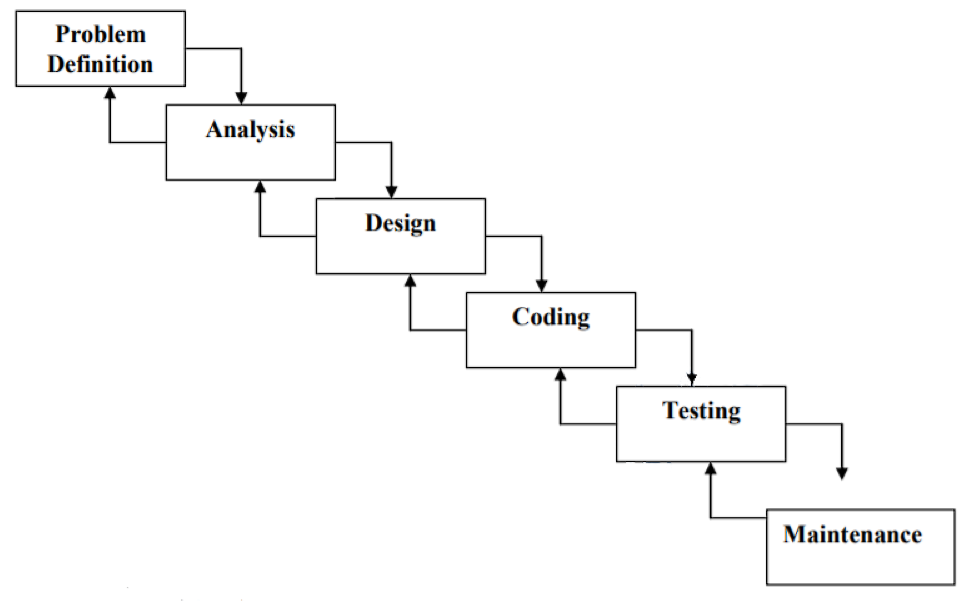 Problem
Definition
Analysis
Design
Coding
Testing
Maintenance